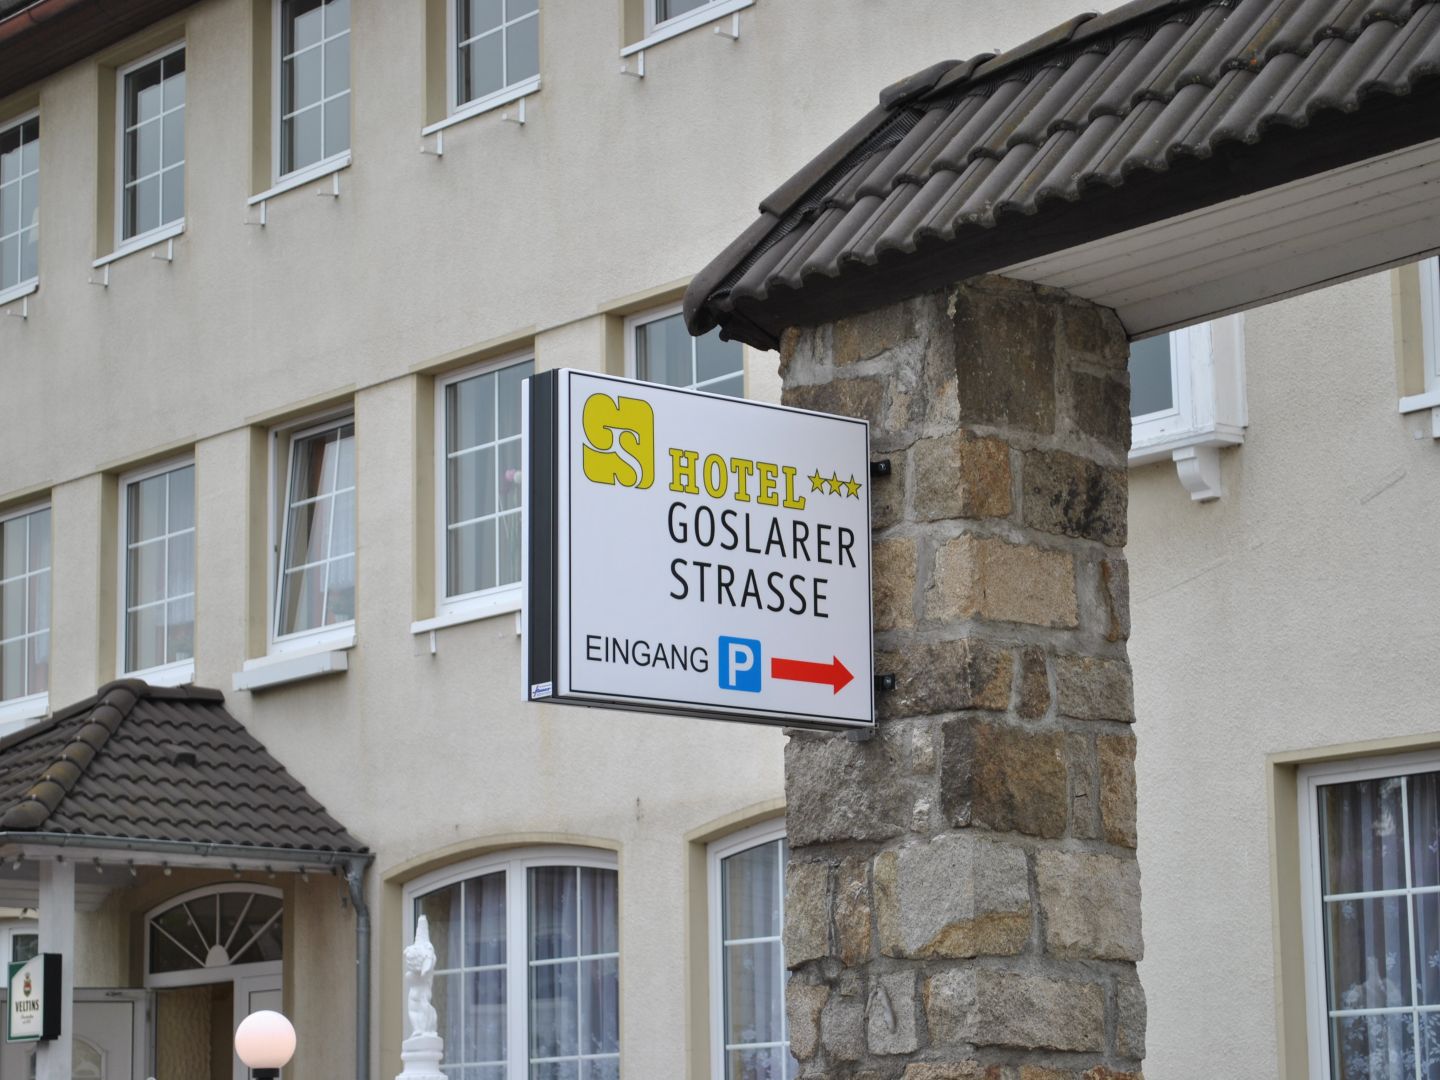 GS
HOTEL
GOSLARER
STRASSE
EINGANG P
VELTINS